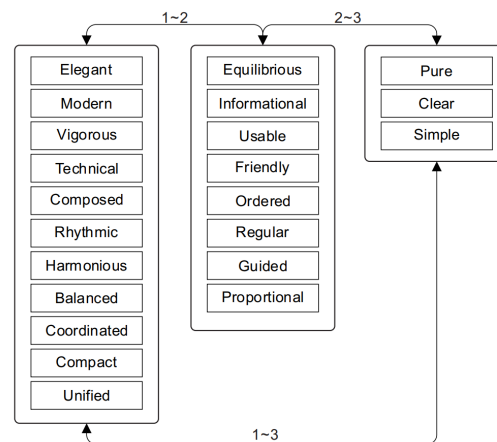 1~2
2~3
Elegant
Modern
Vigorous
Technical
Composed
Rhythmic
Harmonious
Balanced
Coordinated
Compact
Unified
Equilibrious
Informational
Usable
Friendly
Ordered
Regular
Guided
Proportional
Pure
Clear
Simple
1~3